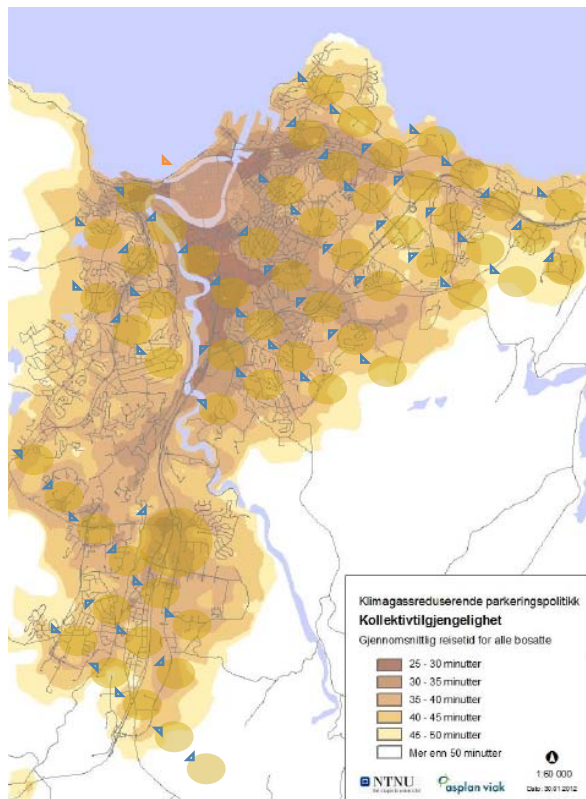 Klimagassreduserende parkeringspolitikk
Kollektivtilgjengelighet
Gjennomsnittlig reisetid for alle bosatte
25 - 30 minutter
30 - 35 minutter
35 - 40 minutter
40 - 45 minutter
45 - 50 minutter
Mer enn 50 minutter
1:60 000
NTNU
asplan viak
Dato: 30.01.2012